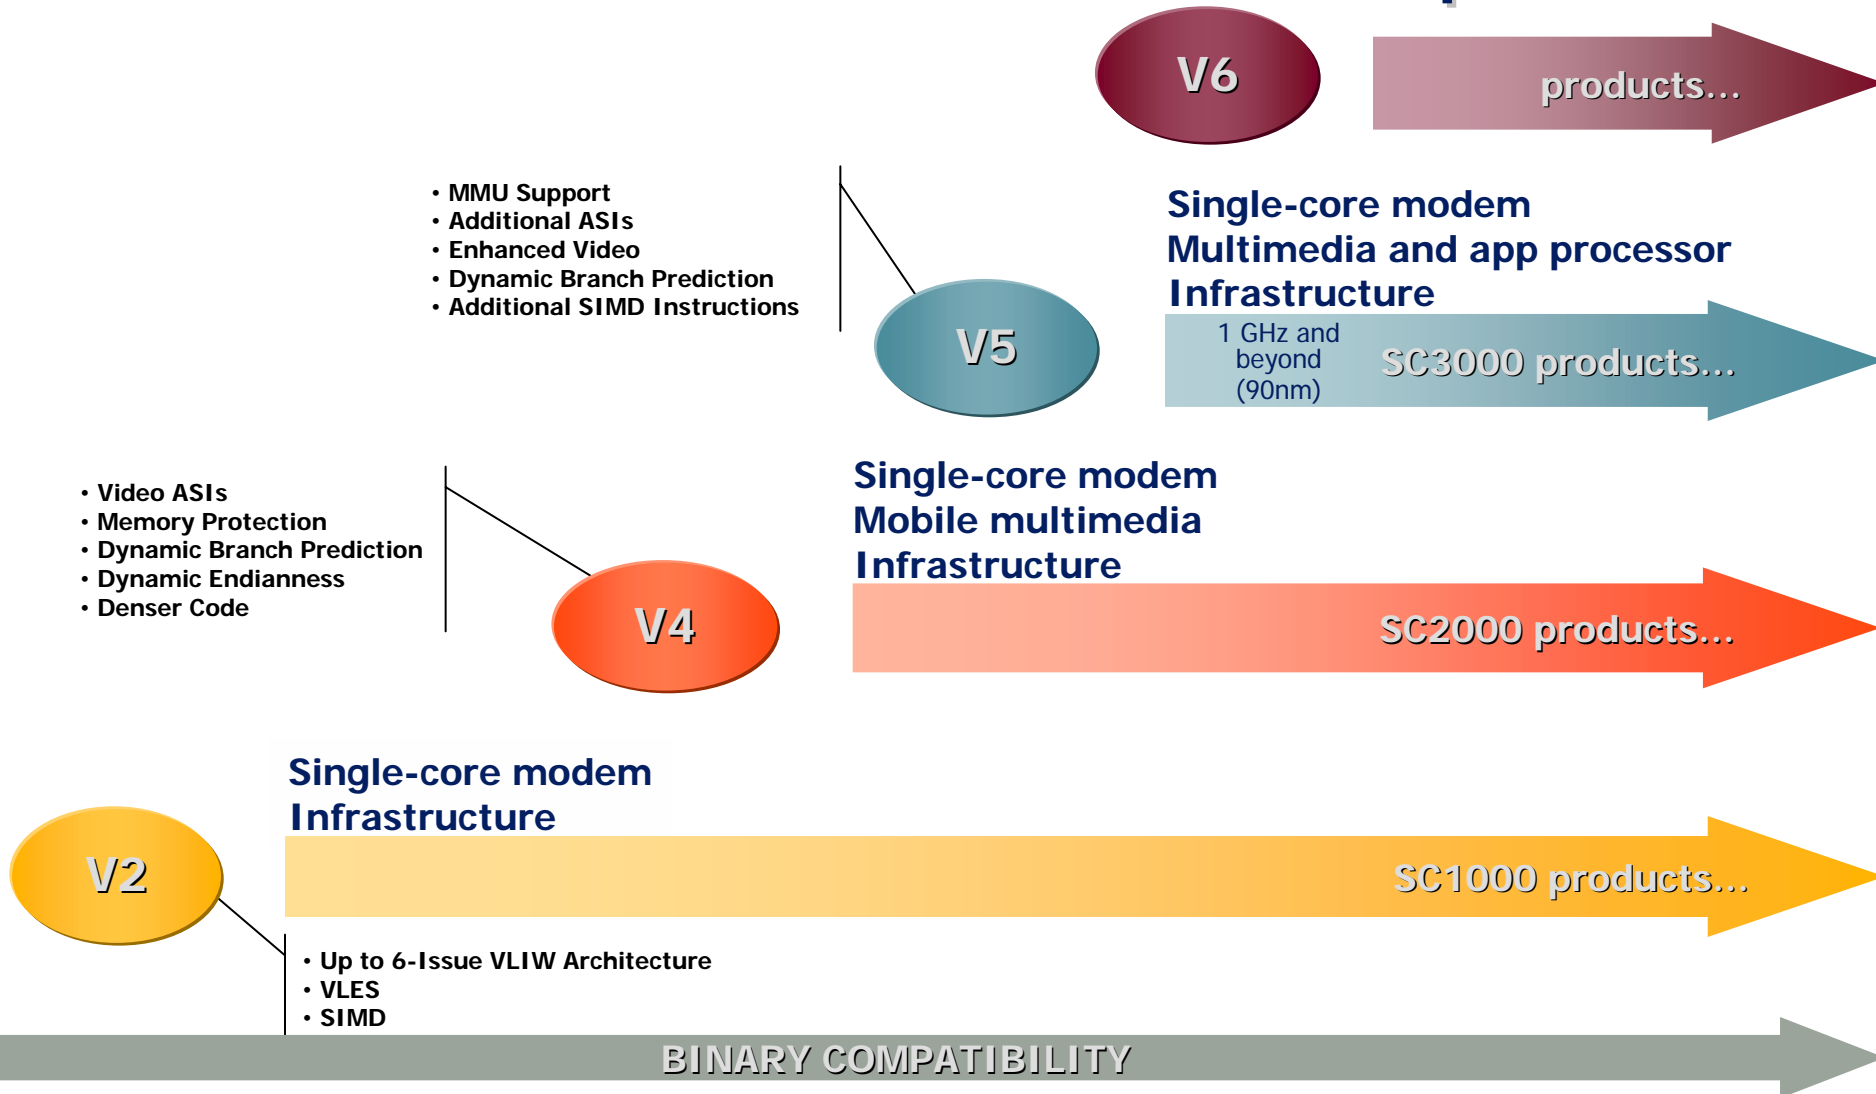 V6
products...
• MMU Support
• Additional ASIs
• Enhanced Video
• Dynamic Branch Prediction
• Additional SIMD Instructions
Single-core modem
Multimedia and app processor
Infrastructure
V5
1 GHz and
beyond
(90nm)
SC3000 products...
• Video ASIs
• Memory Protection
• Dynamic Branch Prediction
• Dynamic Endianness
• Denser Code
Single-core modem
Mobile multimedia
Infrastructure
V4
SC2000 products...
Single-core modem
Infrastructure
V2
SC1000 products...
• Up to 6-Issue VLIW Architecture
• VLES
• SIMD
BINARY COMPATIBILITY